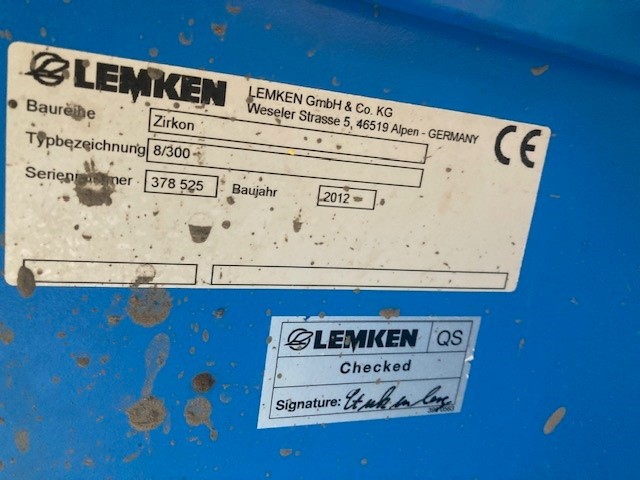 LEMKEN
LEMKEN GmbH & Co. KG
Weseler Strasse 5, 46519 Alpen - GERMANY
CE
Baureihe Zirkon
Typbezeichnung 8/300
Seriennummer 378 525 Baujahr 2012
LEMKEN QS
Checked
Signature: